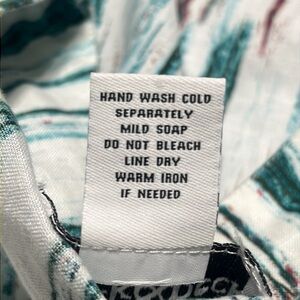 HAND WASH COLD
SEPARATELY
MILD SOAP
DO NOT BLEACH
LINE DRY
WARM IRON
IF NEEDED